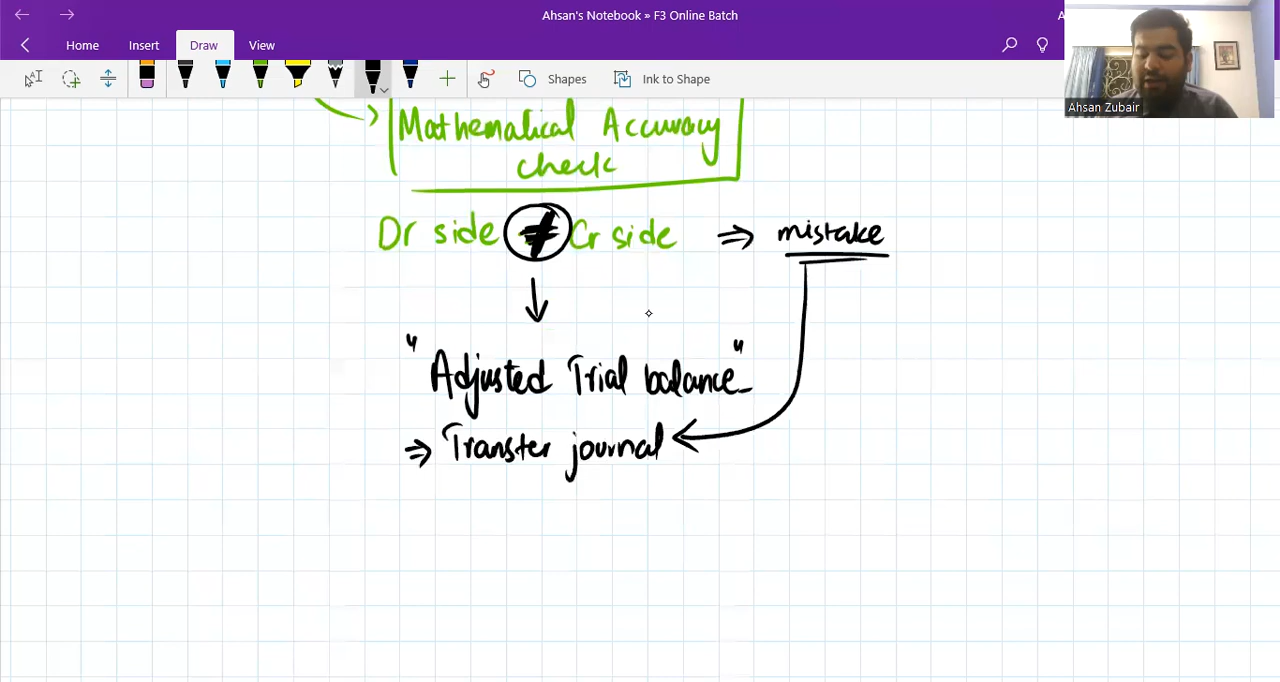 Ahsan's Notebook » F3 Online Batch
A
Home Insert Draw View
Shapes Ink to Shape
Ahsan Zubair
Mathematical Accuracy
check
Dr side ≠ Cr side ⇒ mistake
↓
"Adjusted Trial balance"
⇒ Transfer journal